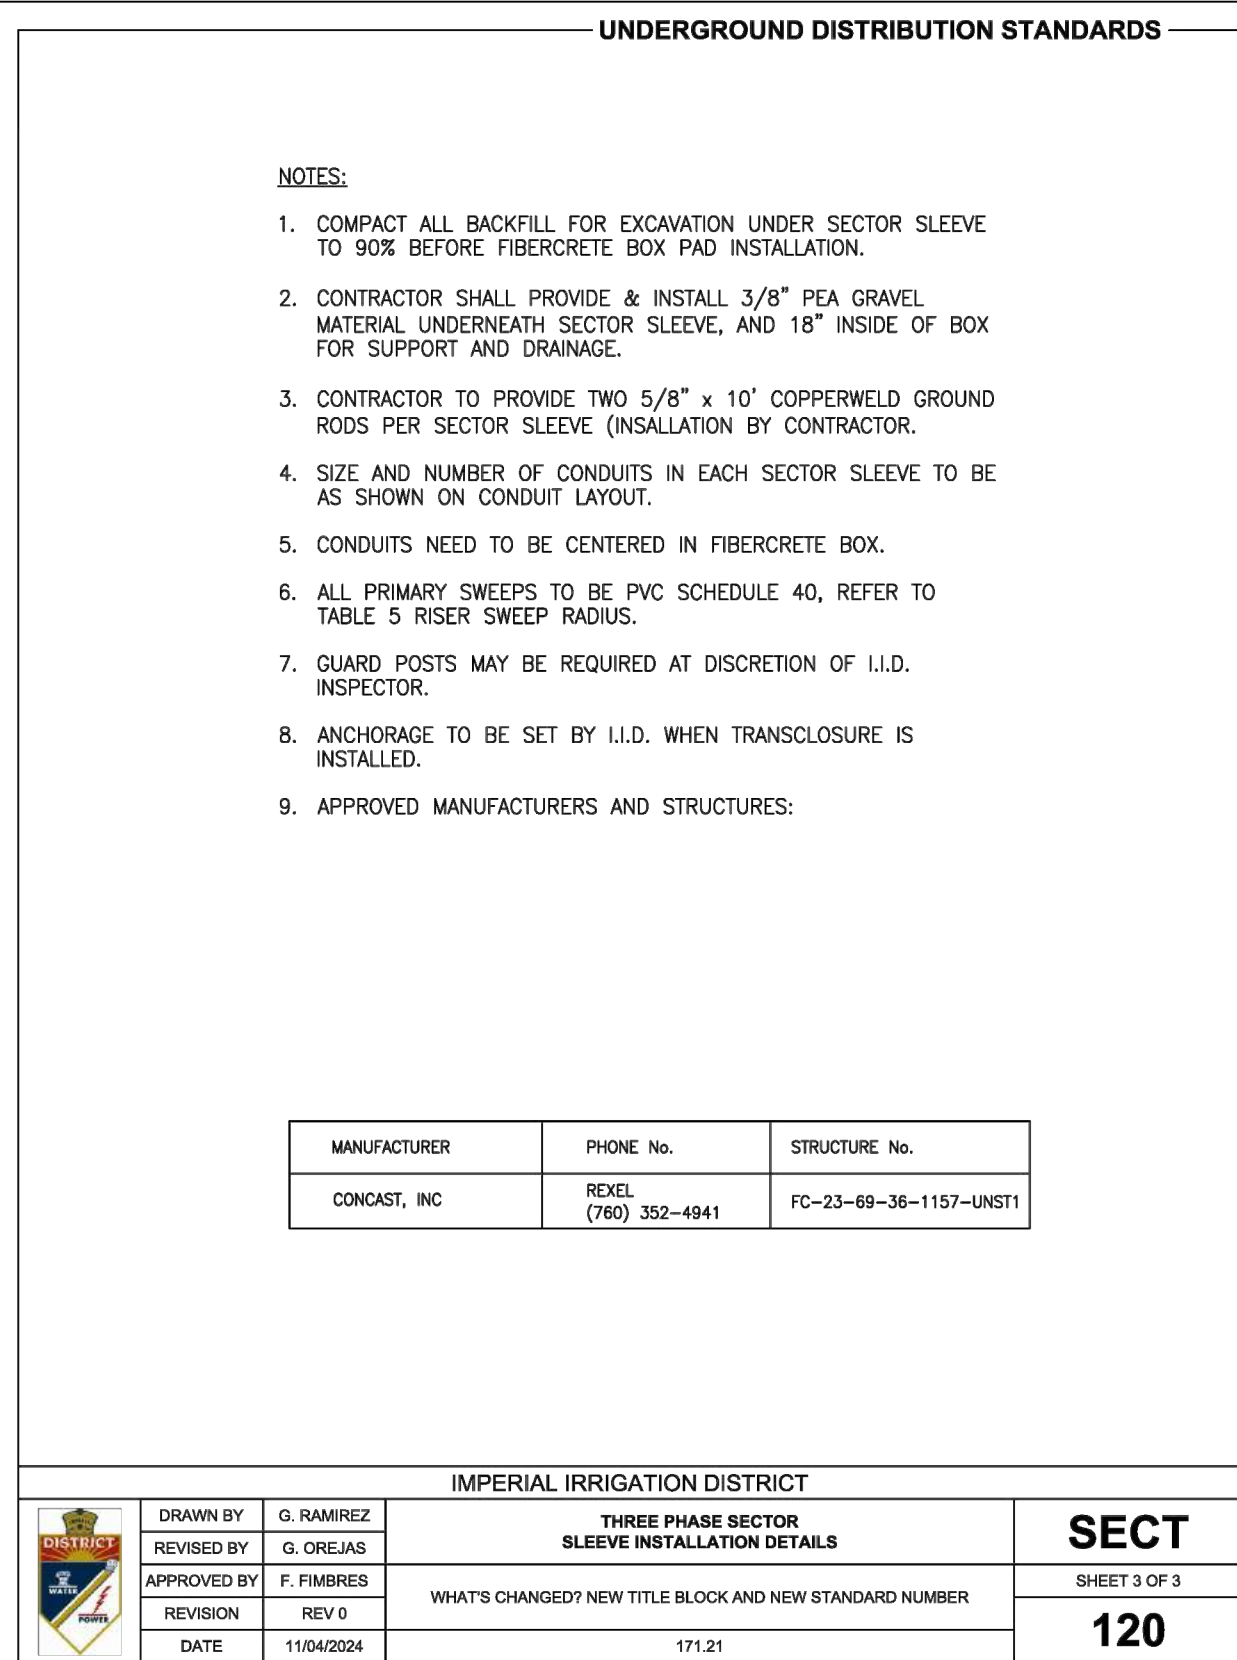 UNDERGROUND DISTRIBUTION STANDARDS
NOTES:
1. COMPACT ALL BACKFILL FOR EXCAVATION UNDER SECTOR SLEEVE
TO 90% BEFORE FIBERCRETE BOX PAD INSTALLATION.
2. CONTRACTOR SHALL PROVIDE & INSTALL 3/8" PEA GRAVEL
MATERIAL UNDERNEATH SECTOR SLEEVE, AND 18" INSIDE OF BOX
FOR SUPPORT AND DRAINAGE.
3. CONTRACTOR TO PROVIDE TWO 5/8" x 10' COPPERWELD GROUND
RODS PER SECTOR SLEEVE (INSALLATION BY CONTRACTOR.
4. SIZE AND NUMBER OF CONDUITS IN EACH SECTOR SLEEVE TO BE
AS SHOWN ON CONDUIT LAYOUT.
5. CONDUITS NEED TO BE CENTERED IN FIBERCRETE BOX.
6. ALL PRIMARY SWEEPS TO BE PVC SCHEDULE 40, REFER TO
TABLE 5 RISER SWEEP RADIUS.
7. GUARD POSTS MAY BE REQUIRED AT DISCRETION OF I.I.D.
INSPECTOR.
8. ANCHORAGE TO BE SET BY I.I.D. WHEN TRANSCLOSURE IS
INSTALLED.
9. APPROVED MANUFACTURERS AND STRUCTURES:
MANUFACTURER PHONE No. STRUCTURE No.
CONCAST, INC REXEL
(760) 352-4941 FC-23-69-36-1157-UNST1
IMPERIAL IRRIGATION DISTRICT
DISTRICT
WATER
POWER
DRAWN BY G. RAMIREZ
REVISED BY G. OREJAS
APPROVED BY F. FIMBRES
REVISION REV 0
DATE 11/04/2024
THREE PHASE SECTOR
SLEEVE INSTALLATION DETAILS
WHAT'S CHANGED? NEW TITLE BLOCK AND NEW STANDARD NUMBER
171.21
SECT
SHEET 3 OF 3
120